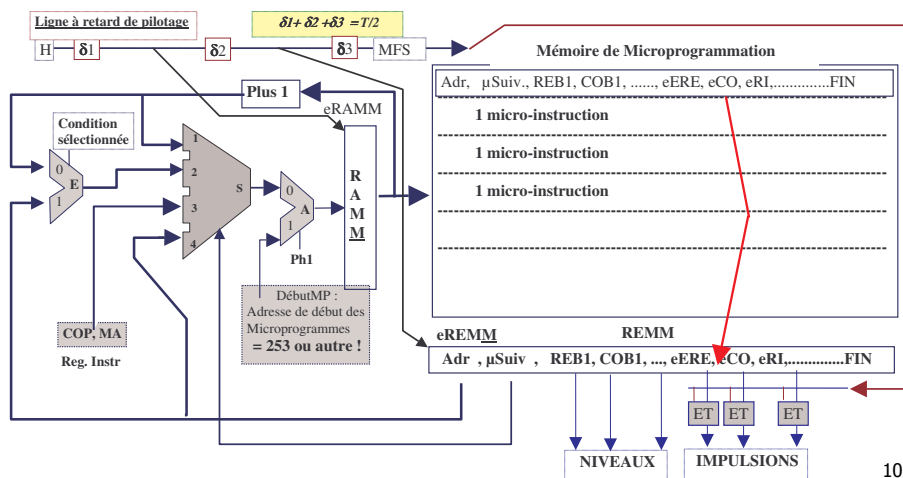 Ligne à retard de pilotage
δ1+ δ2 +δ3 = T/2
H δ1 δ2 δ3 MFS
Mémoire de Microprogrammation
Adr, µSuiv., REB1, COB1, ......, eERE, eCO, eRI,..............FIN
Plus 1
eRAMM
1 micro-instruction
Condition
sélectionnée
1
0
E
1
2
S
3
4
0
A
1
R
A
M
M
1 micro-instruction
1 micro-instruction
Ph1
DébutMP :
Adresse de début des
Microprogrammes
= 253 ou autre !
COP, MA
Reg. Instr
eREMM
REMM
Adr , µSuiv , REB1, COB1, ..., eERE, eCO, eRI,..............FIN
ET ET ET
NIVEAUX
IMPULSIONS
10